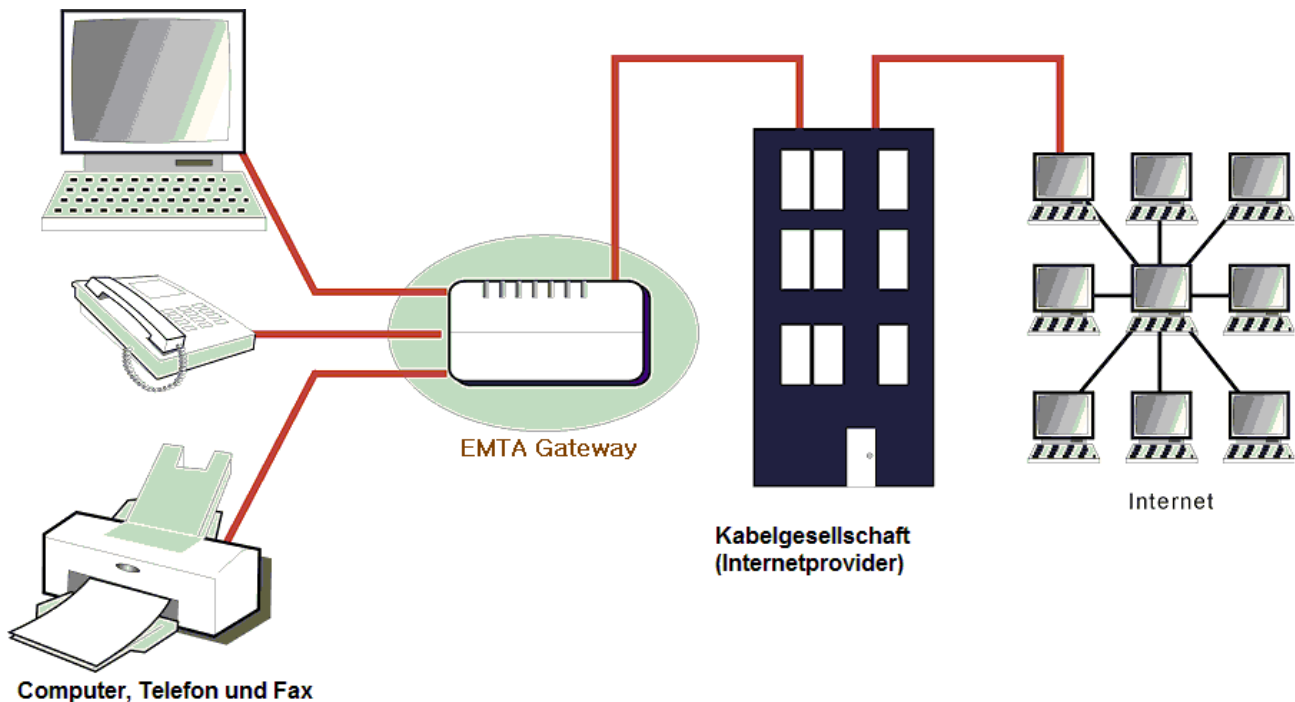 EMTA Gateway
Internet
Kabelgesellschaft
(Internetprovider)
Computer, Telefon und Fax